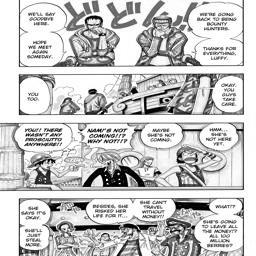 WE'RE GOING
BACK TO BEING
BOUNTY
HUNTERS.
THANKS FOR
EVERYTHING,
LUFFY.
WE'LL SAY
GOODBYE
HERE.
HOPE WE
MEET AGAIN
SOMEDAY.
OKAY.
YOU GUYS
TAKE
CARE.
YOU
TOO.
HMM...
SHE'S
NOT HERE
YET.
MAYBE
SHE'S
NOT COMING.
NAMI'S NOT
COMING!?
WHY NOT!?
YOU!! THERE
WASN'T ANY
PROSCIUTTO
ANYWHERE!
WHAT!?
SHE'S
GOING TO
LEAVE ALL
THE MONEY!?
ALL 100
MILLION
BERRIES?
SHE CAN'T
TRAVEL
WITHOUT
MONEY!!
BESIDES, SHE
RISKED HER
LIFE FOR IT...
SHE SAYS
IT'S OKAY.
SHE'LL
JUST
STEAL
MORE.